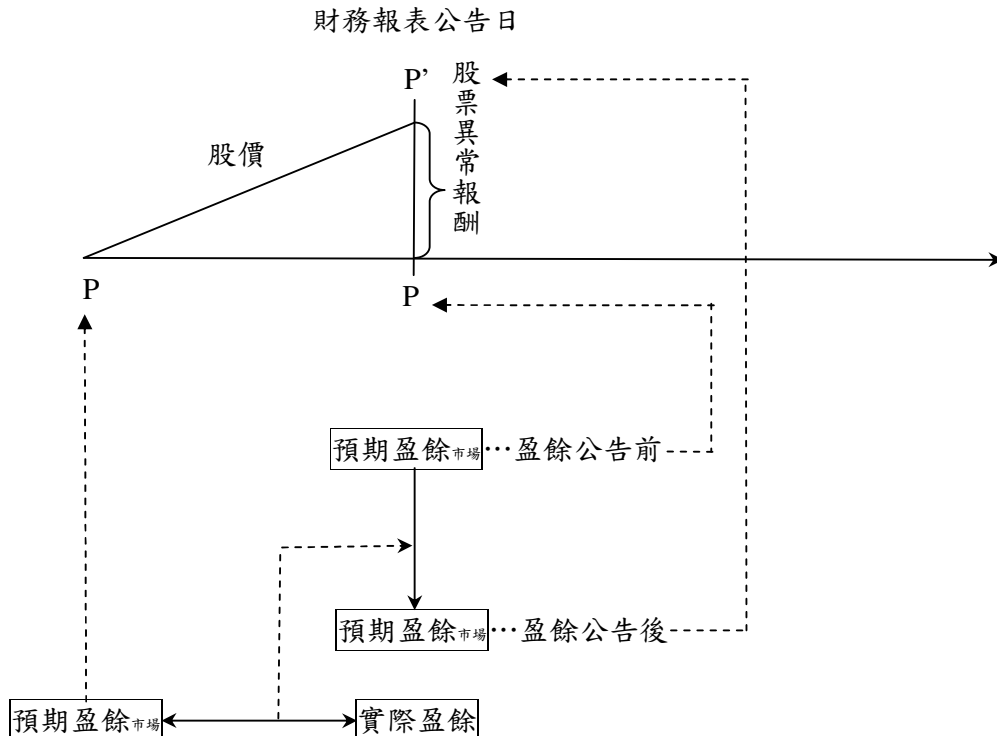 財務報表公告日
P’
股票異常報酬
股價
P
P
預期盈餘市場…盈餘公告前
預期盈餘市場…盈餘公告後
預期盈餘市場
實際盈餘